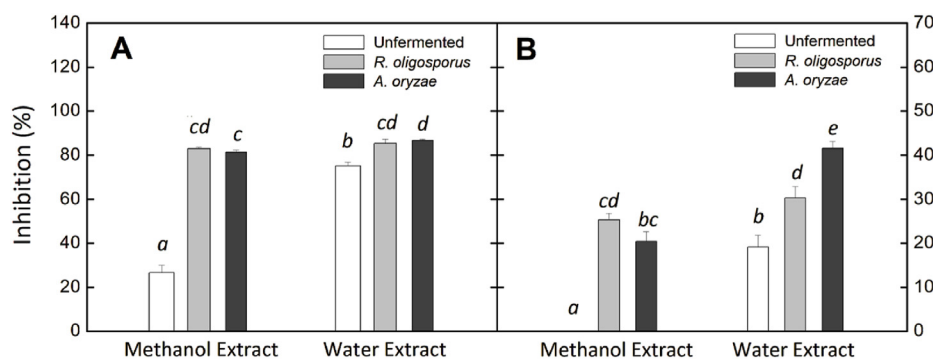 Inhibition (%)
140
120
100
80
60
40
20
0
A
Unfermented
R. oligosporus
A. oryzae
a
cd
c
b
cd
d
Methanol Extract
Water Extract
B
Unfermented
R. oligosporus
A. oryzae
a
cd
bc
b
d
e
Methanol Extract
Water Extract
70
60
50
40
30
20
10
0